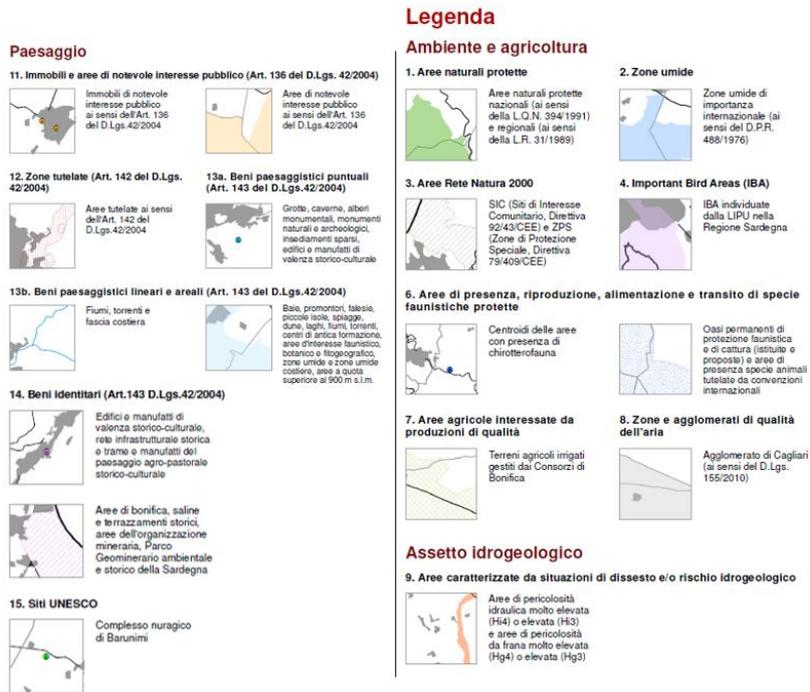 Legenda
Paesaggio
11. Immobili e aree di notevole interesse pubblico (Art. 136 del D.Lgs. 42/2004)
Immobili di notevole
interesse pubblico
ai sensi dell'Art. 136
del D.Lgs.42/2004
Aree di notevole
interesse pubblico
ai sensi dell'Art. 136
del D.Lgs.42/2004
12. Zone tutelate (Art. 142 del D.Lgs.
42/2004)
Aree tutelate ai sensi
dell'Art. 142 del
D.Lgs.42/2004
13a. Beni paesaggistici puntuali
(Art. 143 del D.Lgs.42/2004)
Grotte, caverne, alberi
monumentali, monumenti
naturali e archeologici,
insediamenti sparsi,
edifici e manufatti di
valenza storico-culturale
13b. Beni paesaggistici lineari e areali (Art. 143 del D.Lgs.42/2004)
Fiumi, torrenti e
fascia costiera
Baie, promontori, falesie,
piccole isole, spiagge,
dune, laghi, fiumi, torrenti,
centri di antica formazione,
aree d'interesse faunistico,
botanico e fitogeografico,
zone umide e zone umide
costiere, aree a quota
superiore ai 900 m s.l.m.
14. Beni identitari (Art.143 D.Lgs.42/2004)
Edifici e manufatti di
valenza storico-culturale,
rete infrastrutturale storica
e trame e manufatti del
paesaggio agro-pastorale
storico-culturale
Aree di bonifica, saline
e terrazzamenti storici,
aree dell'organizzazione
mineraria, Parco
Geominerario ambientale
e storico della Sardegna
15. Siti UNESCO
Complesso nuragico
di Barunimi
Ambiente e agricoltura
1. Aree naturali protette
Aree naturali protette
nazionali (ai sensi
della L.Q.N. 394/1991)
e regionali (ai sensi
della L.R. 31/1989)
2. Zone umide
Zone umide di
importanza
internazionale (ai
sensi del D.P.R.
488/1976)
3. Aree Rete Natura 2000
SIC (Siti di Interesse
Comunitario, Direttiva
92/43/CEE) e ZPS
(Zone di Protezione
Speciale, Direttiva
79/409/CEE)
4. Important Bird Areas (IBA)
IBA individuate
dalla LIPU nella
Regione Sardegna
6. Aree di presenza, riproduzione, alimentazione e transito di specie
faunistiche protette
Centroidi delle aree
con presenza di
chirotterofauna
Oasi permanenti di
protezione faunistica
e di cattura (istituite e
proposte) e aree di
presenza specie animali
tutelate da convenzioni
internazionali
7. Aree agricole interessate da
produzioni di qualità
Terreni agricoli irrigati
gestiti dai Consorzi di
Bonifica
8. Zone e agglomerati di qualità
dell'aria
Agglomerato di Cagliari
(ai sensi del D.Lgs.
155/2010)
Assetto idrogeologico
9. Aree caratterizzate da situazioni di dissesto e/o rischio idrogeologico
Aree di pericolosità
idraulica molto elevata
(Hi4) o elevata (Hi3)
e aree di pericolosità
da frana molto elevata
(Hg4) o elevata (Hg3)